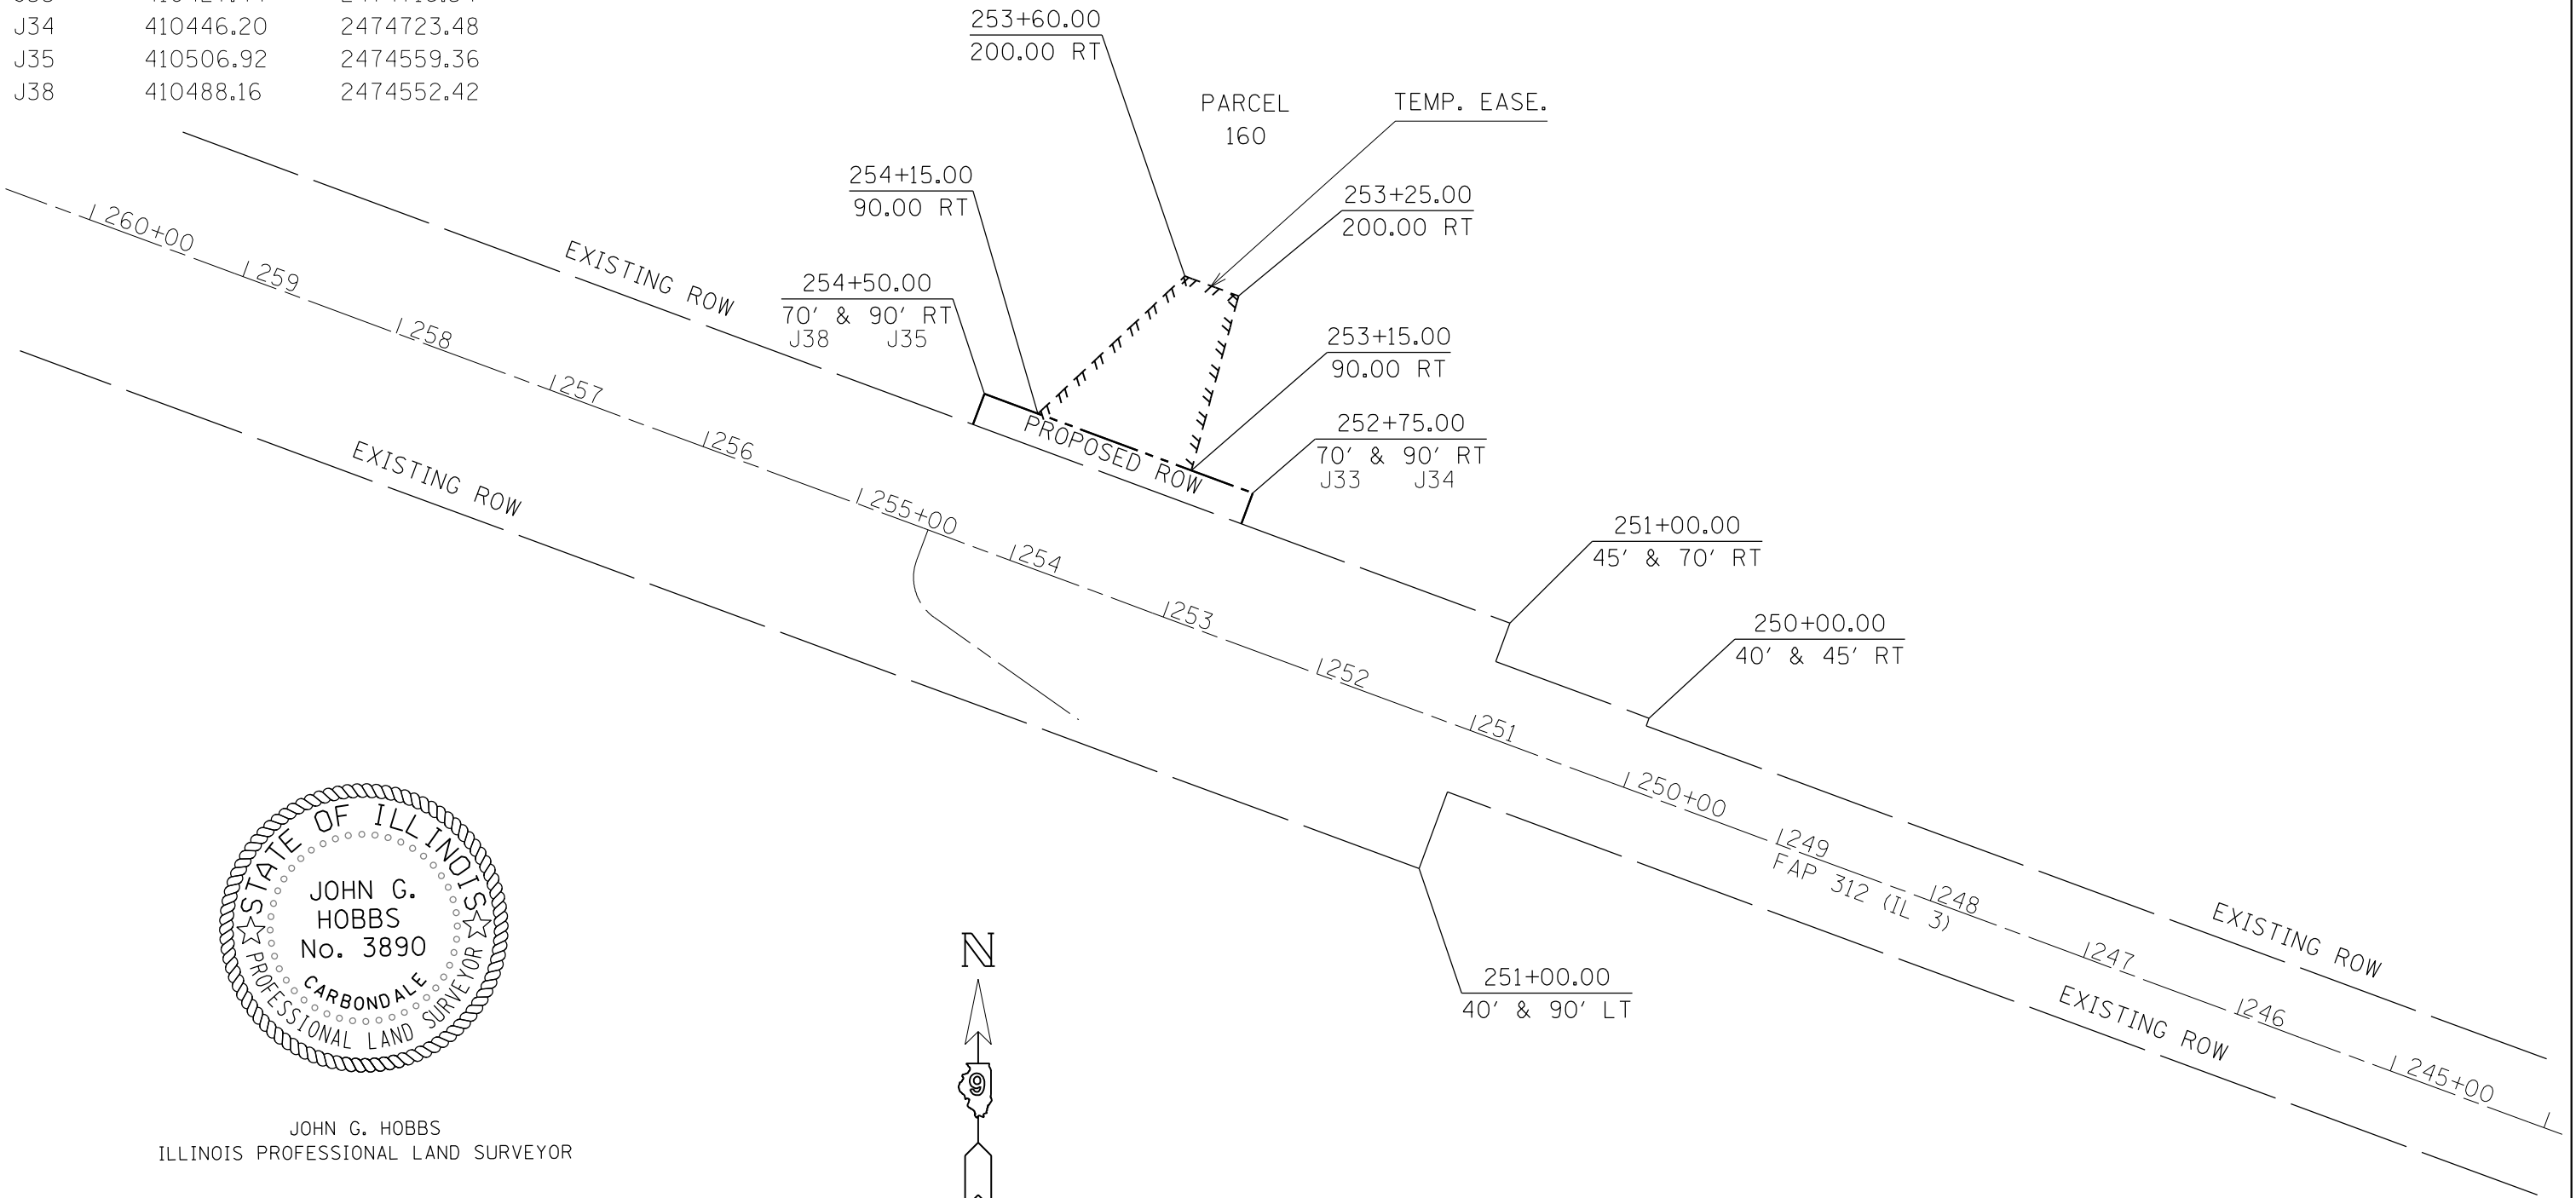 J34 410446.20 2474723.48
J35 410506.92 2474559.36
J38 410488.16 2474552.42
253+60.00
200.00 RT
PARCEL
160
TEMP. EASE.
254+15.00
90.00 RT
253+25.00
200.00 RT
260+00
259
258
257
256
255+00
254
253
252
251
250+00
249
248
247
246
245+00
EXISTING ROW
254+50.00
70' & 90' RT
J38 J35
253+15.00
90.00 RT
PROPOSED ROW
252+75.00
70' & 90' RT
J33 J34
EXISTING ROW
251+00.00
45' & 70' RT
250+00.00
40' & 45' RT
FAP 312 (IL 3)
EXISTING ROW
EXISTING ROW
251+00.00
40' & 90' LT
STATE OF ILLINOIS
JOHN G.
HOBBS
No. 3890
CARBONDALE
PROFESSIONAL LAND SURVEYOR
N
9
JOHN G. HOBBS
ILLINOIS PROFESSIONAL LAND SURVEYOR